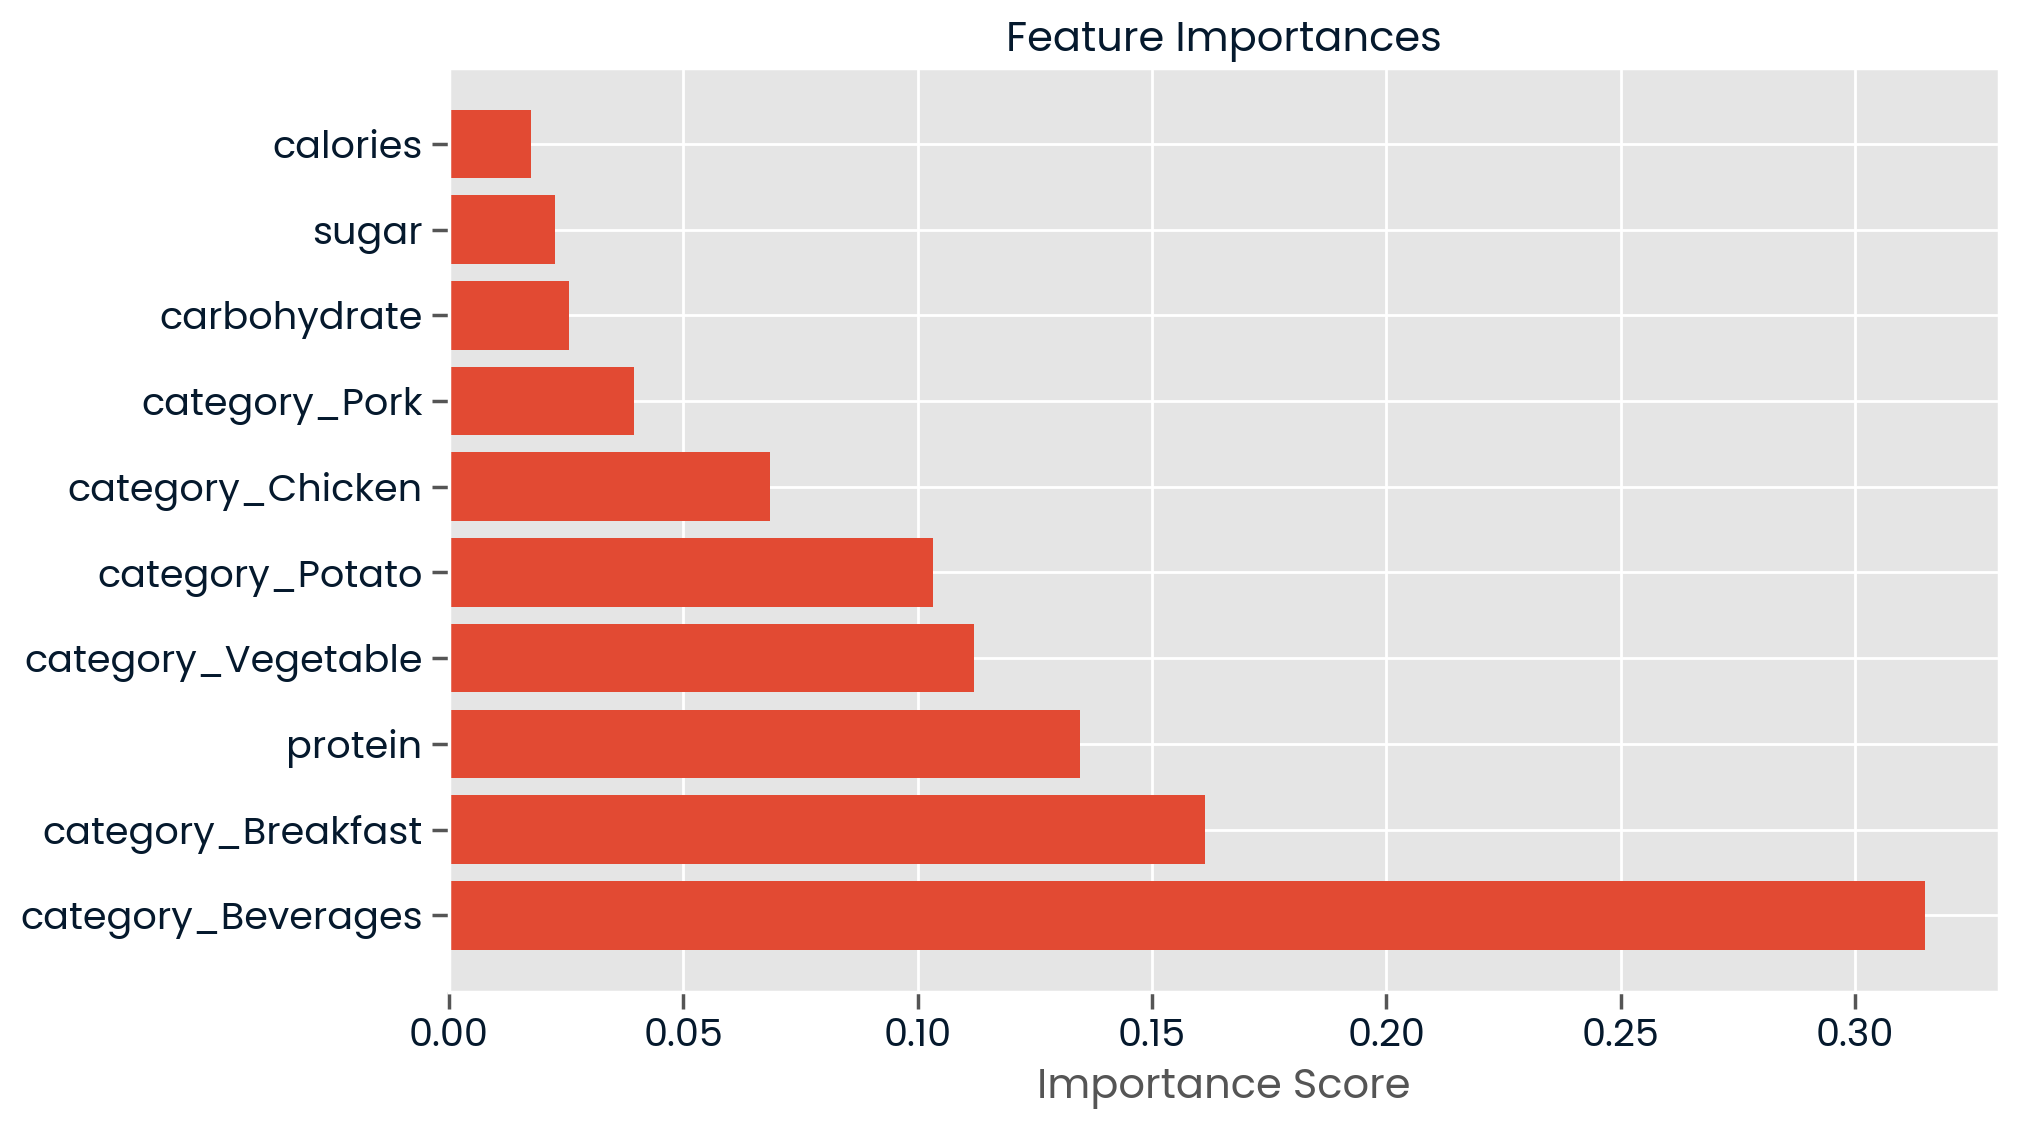 Feature Importances
calories
sugar
carbohydrate
category_Pork
category_Chicken
category_Potato
category_Vegetable
protein
category_Breakfast
category_Beverages
0.00 0.05 0.10 0.15 0.20 0.25 0.30
Importance Score